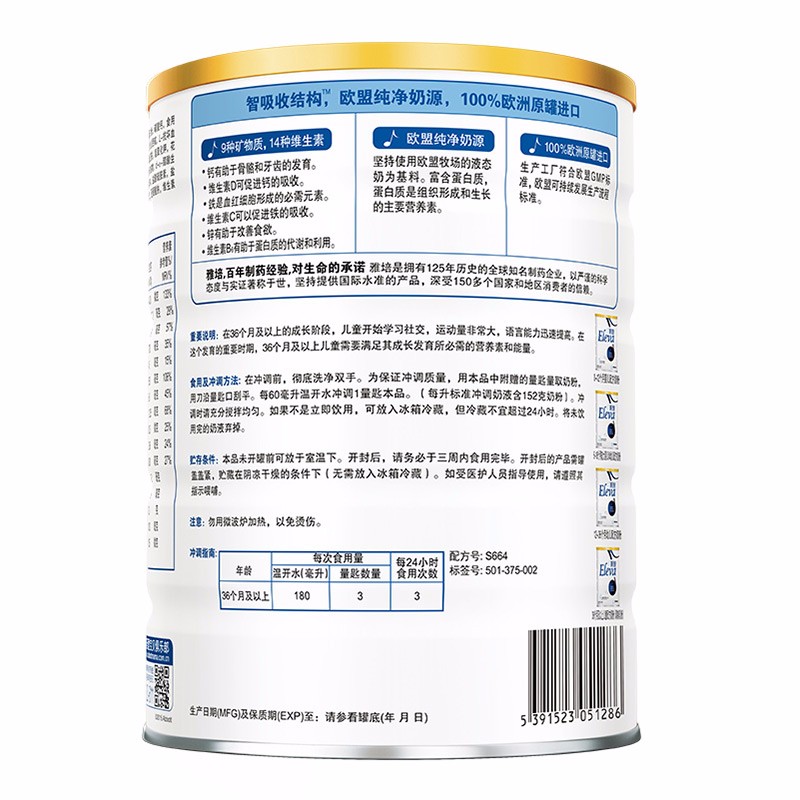 智吸收结构™，欧盟纯净奶源，100%欧洲原罐进口
9种矿物质，14种维生素
• 钙有助于骨骼和牙齿的发育。
• 维生素D可促进钙的吸收。
• 铁是血红细胞形成的必需元素。
• 维生素C可以促进铁的吸收。
• 锌有助于改善食欲。
• 维生素B₆有助于蛋白质的代谢和利用。
欧盟纯净奶源
坚持使用欧盟牧场的液态
奶为基料。富含蛋白质，
蛋白质是组织形成和生长
的主要营养素。
100%欧洲原罐进口
生产工厂符合欧盟GMP标
准，欧盟可持续发展生产流程
标准。
雅培，百年制药经验，对生命的承诺 雅培是拥有125年历史的全球知名制药企业，以严谨的科学
态度与实证著称于世，坚持提供国际水准的产品，深受150多个国家和地区消费者的信赖。
重要说明：在36个月及以上的成长阶段，儿童开始学习社交，运动量非常大，语言能力迅速提高。在
这个发育的重要时期，36个月及以上儿童需要满足其成长发育所必需的营养素和能量。
食用及冲调方法：在冲调前，彻底洗净双手。为保证冲调质量，用本品中附赠的量匙量取奶粉，
用刀沿量匙口刮平。每60毫升温开水冲调1量匙本品。（每升标准冲调奶液含152克奶粉）。冲
调时请充分搅拌均匀。如果不是立即饮用，可放入冰箱冷藏，但冷藏不宜超过24小时。将未饮
用完的奶液弃掉。
贮存条件：本品未开罐前可放于室温下。开封后，请务必于三周内食用完毕。开封后的产品需罐
盖盖紧，贮藏在阴凉干燥的条件下（无需放入冰箱冷藏）。如受医护人员指导使用，请遵照其
指示喂哺。
注意：勿用微波炉加热，以免烫伤。
冲调指南：
年龄 每次食用量 每24小时食用次数
温开水(毫升) 量匙数量
36个月及以上 180 3 3
配方号：S664
标签号：501-375-002
Eleva
Eleva
Eleva
Eleva
生产日期(MFG)及保质期(EXP)至：请参看罐底(年 月 日)
5 391523 051286